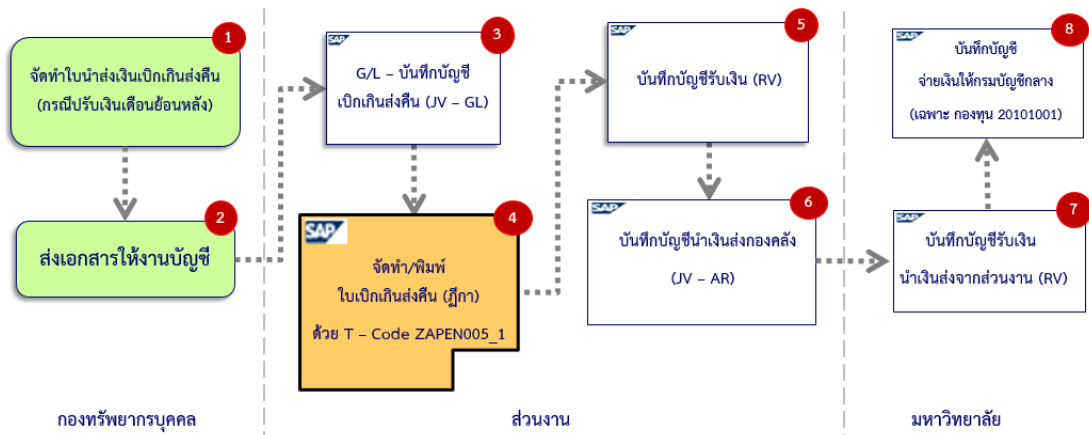 1
จัดทำใบนำส่งเงินเบิกเกินส่งคืน
(กรณีปรับเงินเดือนย้อนหลัง)
2
ส่งเอกสารให้งานบัญชี
SAP
3
G/L – บันทึกบัญชี
เบิกเกินส่งคืน (JV – GL)
SAP
4
จัดทำ/พิมพ์
ใบเบิกเกินส่งคืน (ฎีกา)
ด้วย T – Code ZAPEN005_1
SAP
5
บันทึกบัญชีรับเงิน (RV)
SAP
6
บันทึกบัญชีนำเงินส่งกองคลัง
(JV – AR)
SAP
7
บันทึกบัญชีรับเงิน
นำเงินส่งจากส่วนงาน (RV)
SAP
8
บันทึกบัญชี
จ่ายเงินให้กรมบัญชีกลาง
(เฉพาะ กองทุน 20101001)
กองทรัพยากรบุคคล
ส่วนงาน
มหาวิทยาลัย